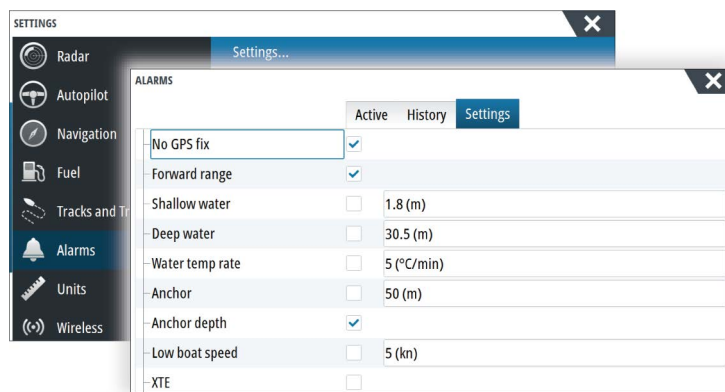 SETTINGS
Radar
Settings...
Autopilot
Navigation
Fuel
Tracks and Tr
Alarms
Units
Wireless
ALARMS
Active History Settings
No GPS fix
Forward range
Shallow water 1.8 (m)
Deep water 30.5 (m)
Water temp rate 5 (°C/min)
Anchor 50 (m)
Anchor depth
Low boat speed 5 (kn)
XTE